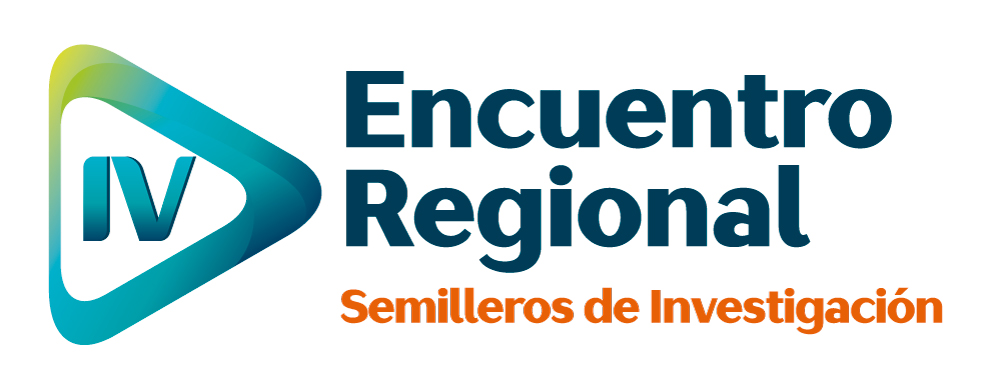 IV
Encuentro
Regional
Semilleros de Investigación